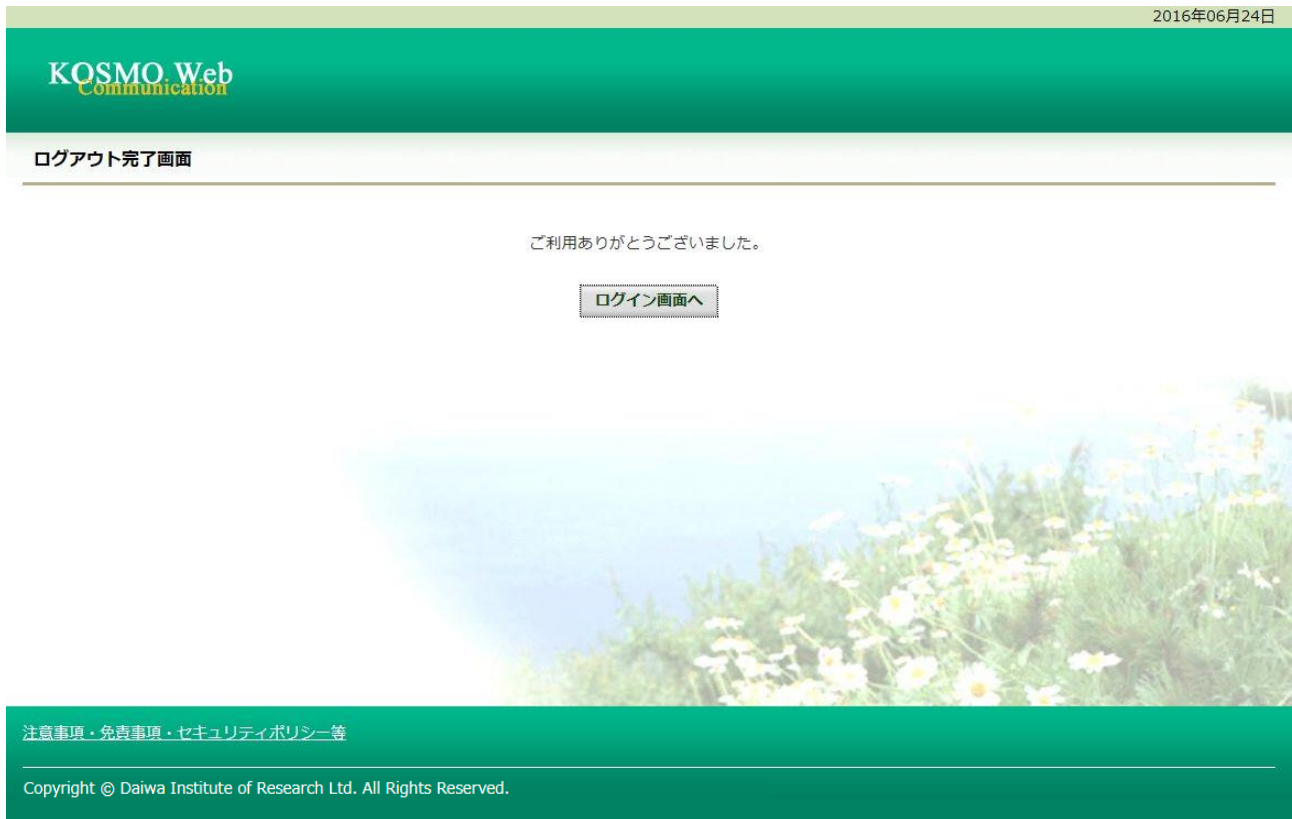 2016年06月24日
KOSMO Web
Communication
ログアウト完了画面
ご利用ありがとうございました。
ログイン画面へ
注意事項・免責事項・セキュリティポリシー等
Copyright © Daiwa Institute of Research Ltd. All Rights Reserved.